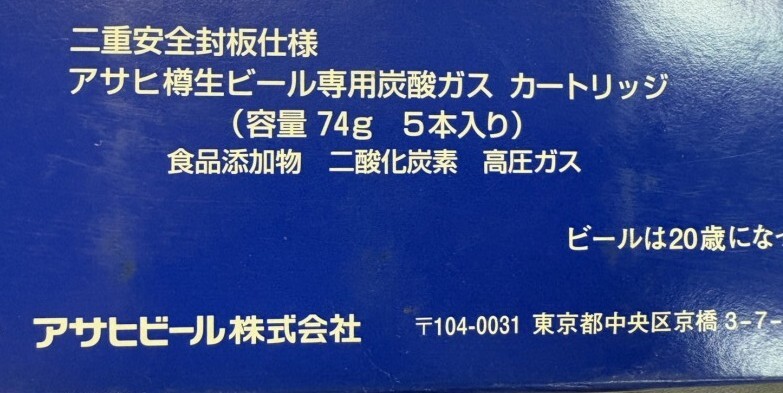 二重安全封板仕様
アサヒ樽生ビール専用炭酸ガス カートリッジ
（容量 74g 5本入り）
食品添加物 二酸化炭素 高圧ガス
ビールは20歳になっ
アサヒビール株式会社 〒104-0031 東京都中央区京橋3-7-